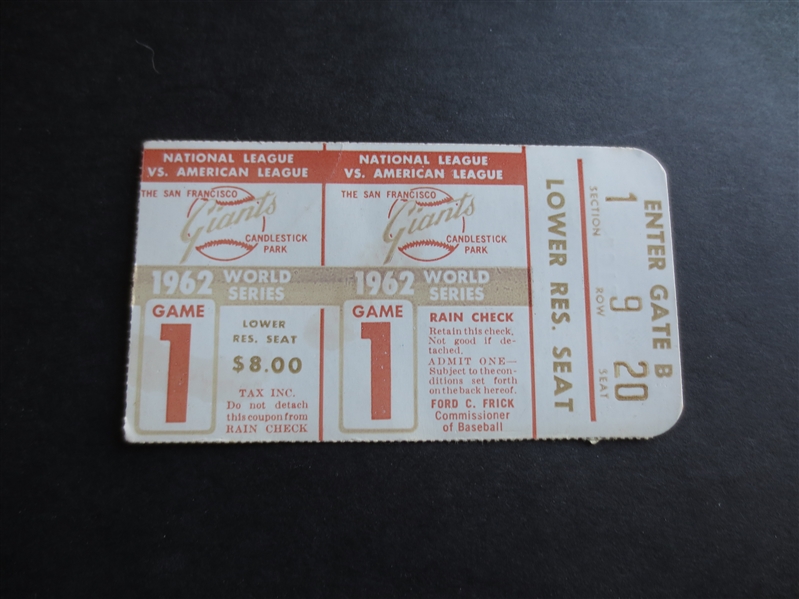 NATIONAL LEAGUE
VS. AMERICAN LEAGUE
THE SAN FRANCISCO
Giants
CANDLESTICK
PARK
1962 WORLD
SERIES
GAME
1
LOWER
RES. SEAT
$8.00
TAX INC.
Do not detach
this coupon from
RAIN CHECK
NATIONAL LEAGUE
VS. AMERICAN LEAGUE
THE SAN FRANCISCO
Giants
CANDLESTICK
PARK
1962 WORLD
SERIES
GAME
1
RAIN CHECK
Retain this check,
Not good if
detached.
ADMIT ONE—
Subject to the con-
ditions set forth
on the back hereof.
FORD C. FRICK
Commissioner
of Baseball
ENTER GATE B
1 9 20
SECTION ROW SEAT
LOWER RES. SEAT